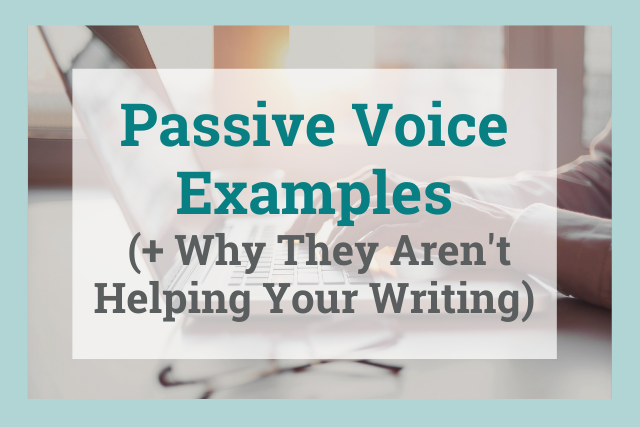 Passive Voice
Examples
(+ Why They Aren't
Helping Your Writing)